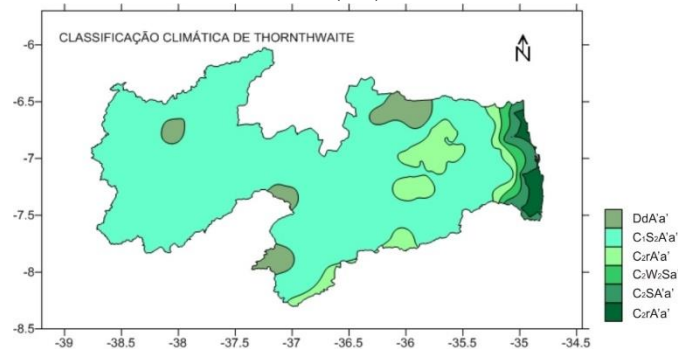 CLASSIFICAÇÃO CLIMÁTICA DE THORNTHWAITE
N
-6
-6.5
-7
-7.5
-8
-8.5
-39
-38.5
-38
-37.5
-37
-36.5
-36
-35.5
-35
-34.5
DdA'a'
C₁S₂A'a'
C₂rA'a'
C₂W₂Sa'
C₂SA'a'
C₂rA'a'